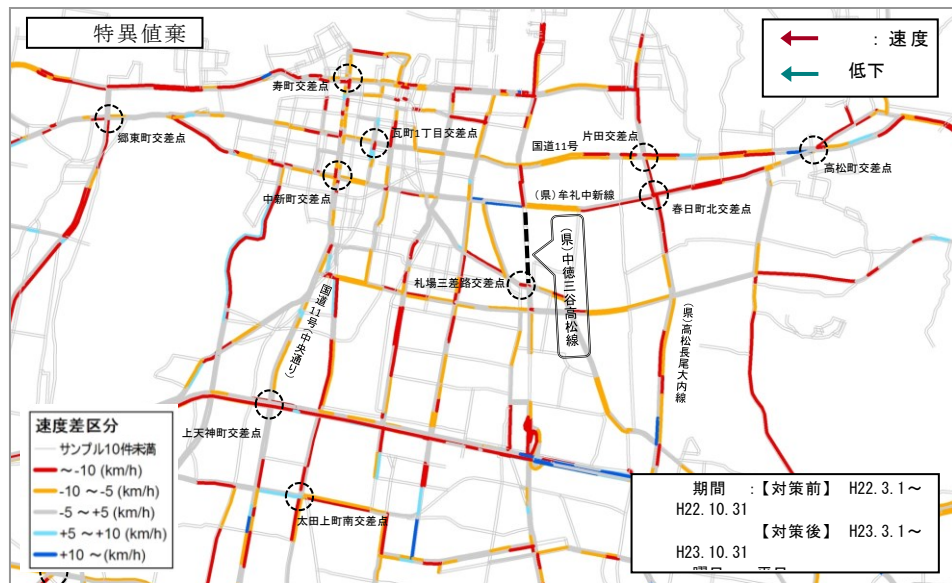 特異値棄
: 速度
低下
寿町交差点
郷東町交差点
瓦町1丁目交差点
片田交差点
国道11号
高松町交差点
中新町交差点
(県)牟礼中新線
春日町北交差点
札場三差路交差点
(県)中徳三谷高松線
国道11号(中央通り)
(県)高松長尾大内線
上天神町交差点
太田上町南交差点
速度差区分
サンプル10件未満
～-10 (km/h)
-10 ～-5 (km/h)
-5 ～+5 (km/h)
+5 ～+10 (km/h)
+10 ～(km/h)
期間 :【対策前】 H22.3.1～
H22.10.31
【対策後】 H23.3.1～
H23.10.31